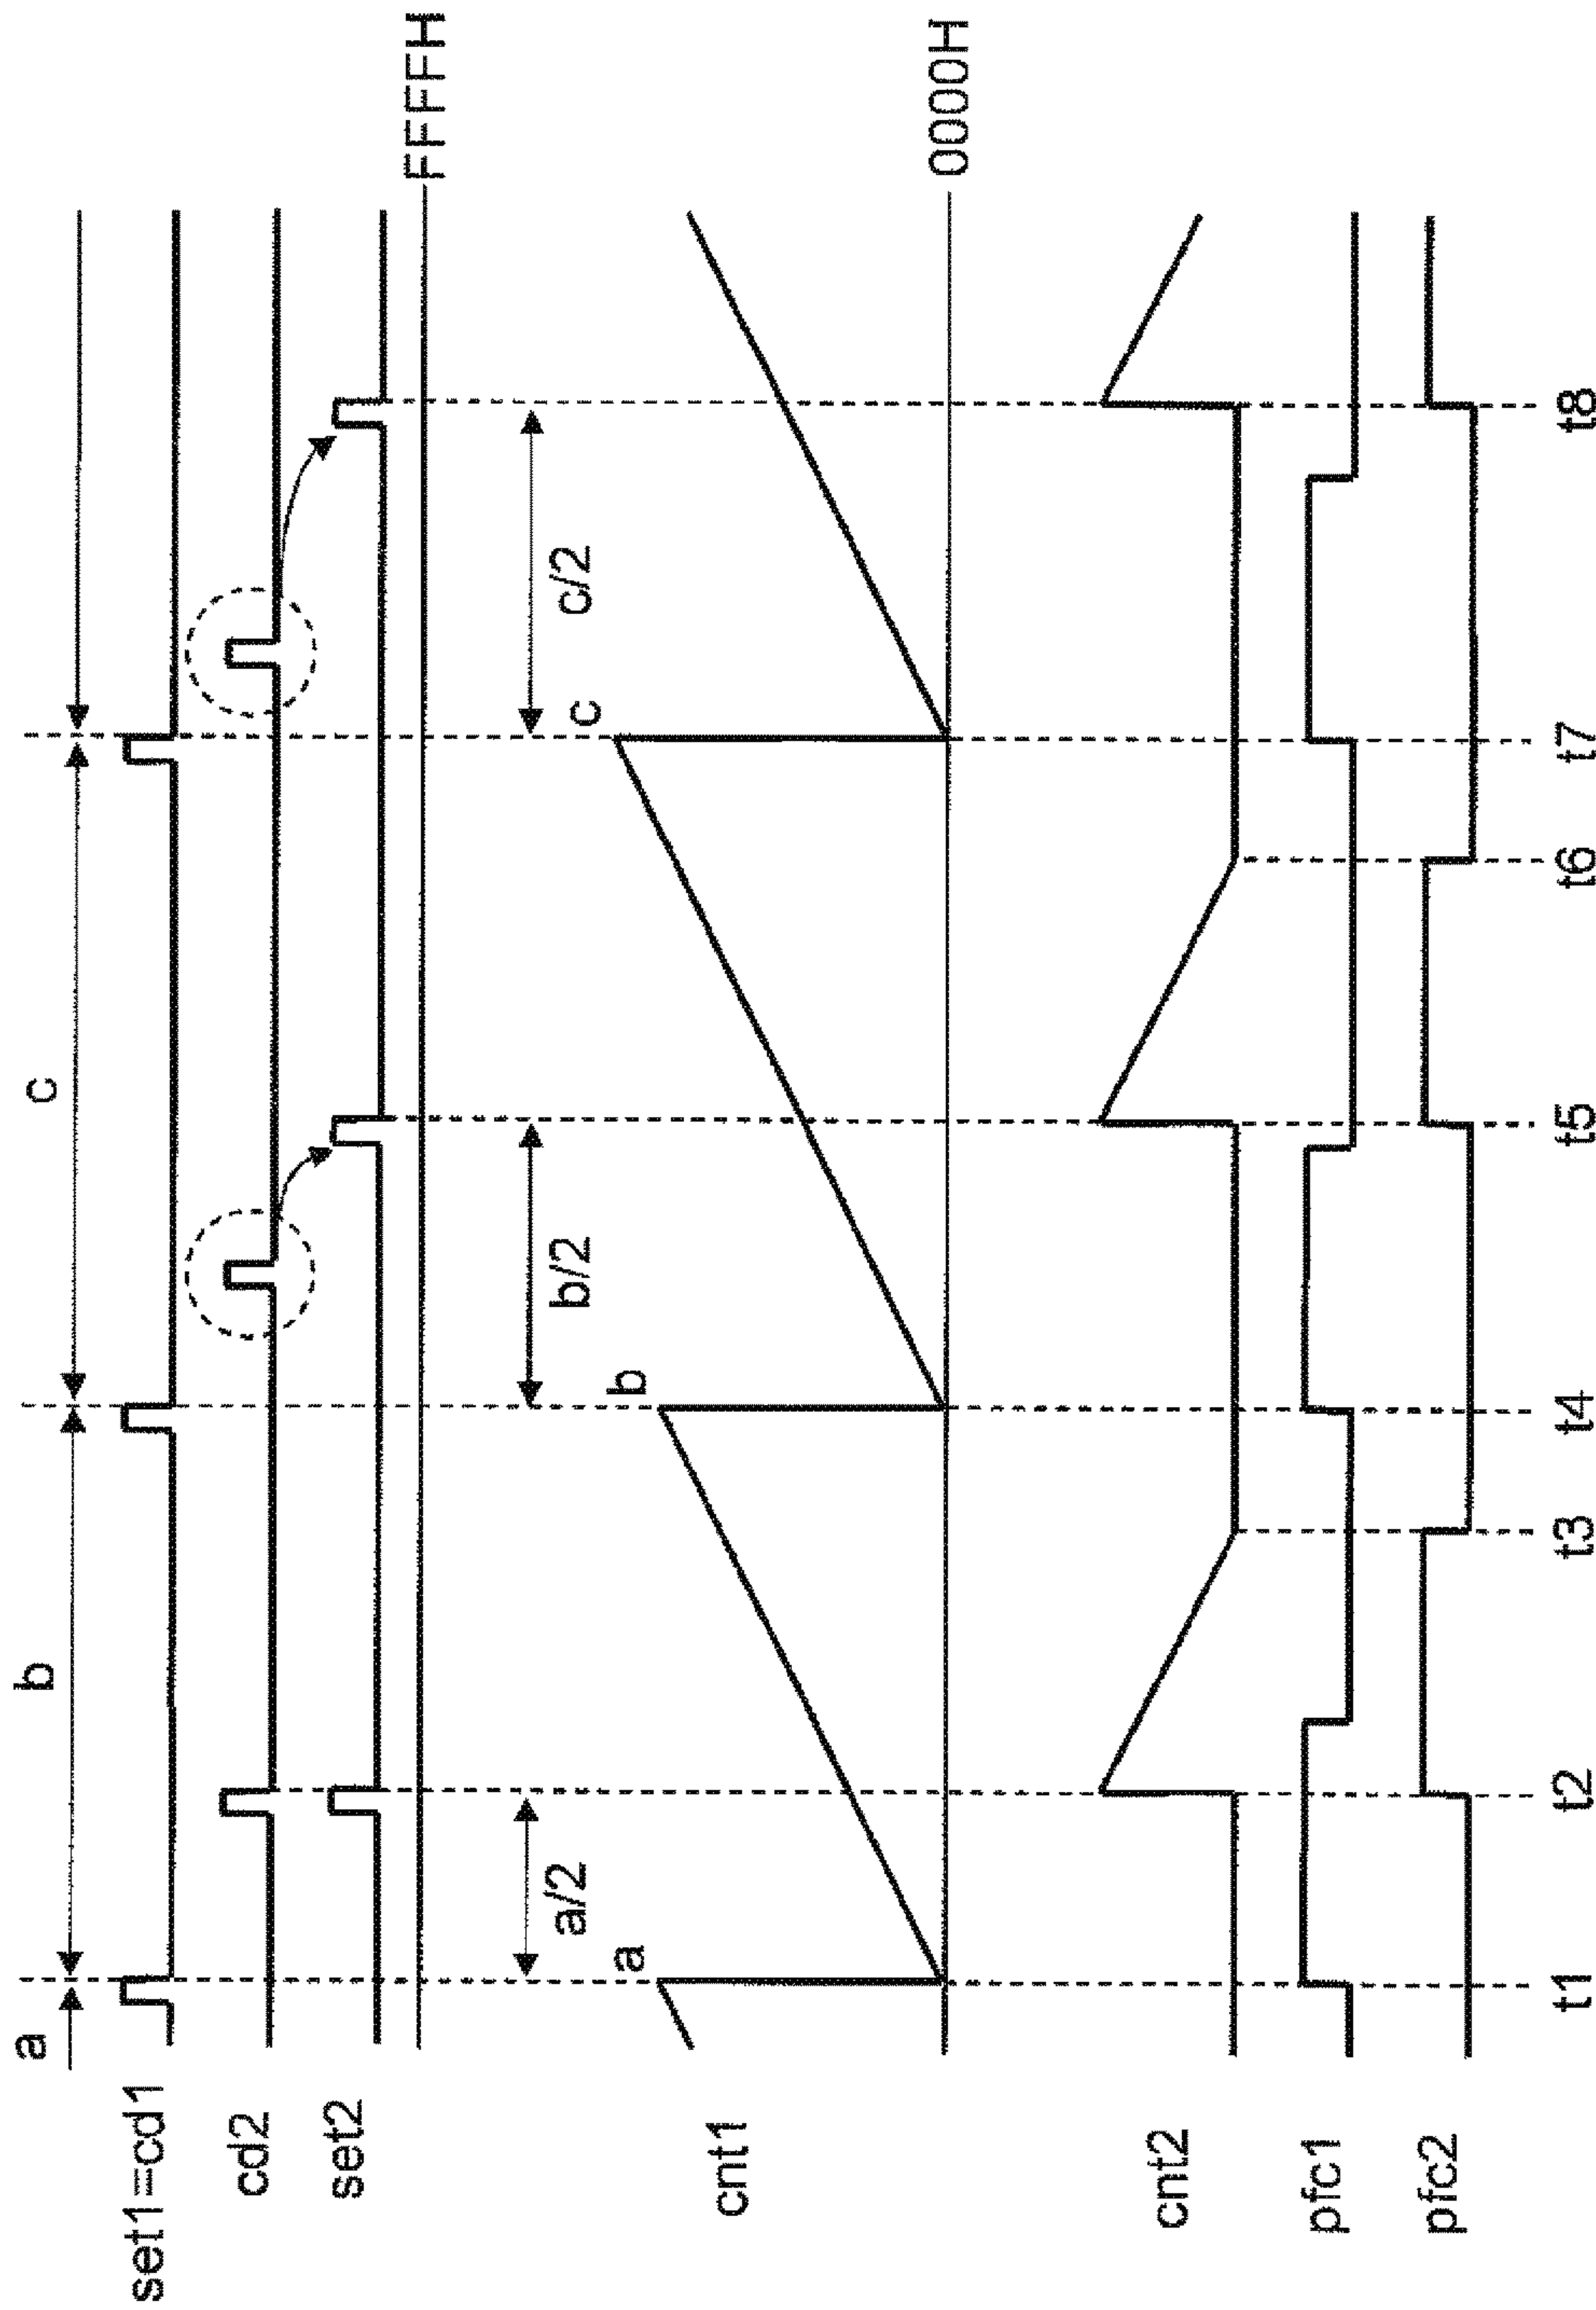 a b c
set1=cd1
cd2
set2
FFFFH
a/2 b/2 c/2
a b c
cnt1
0000H
cnt2
pfc1
pfc2
t1 t2 t3 t4 t5 t6 t7 t8